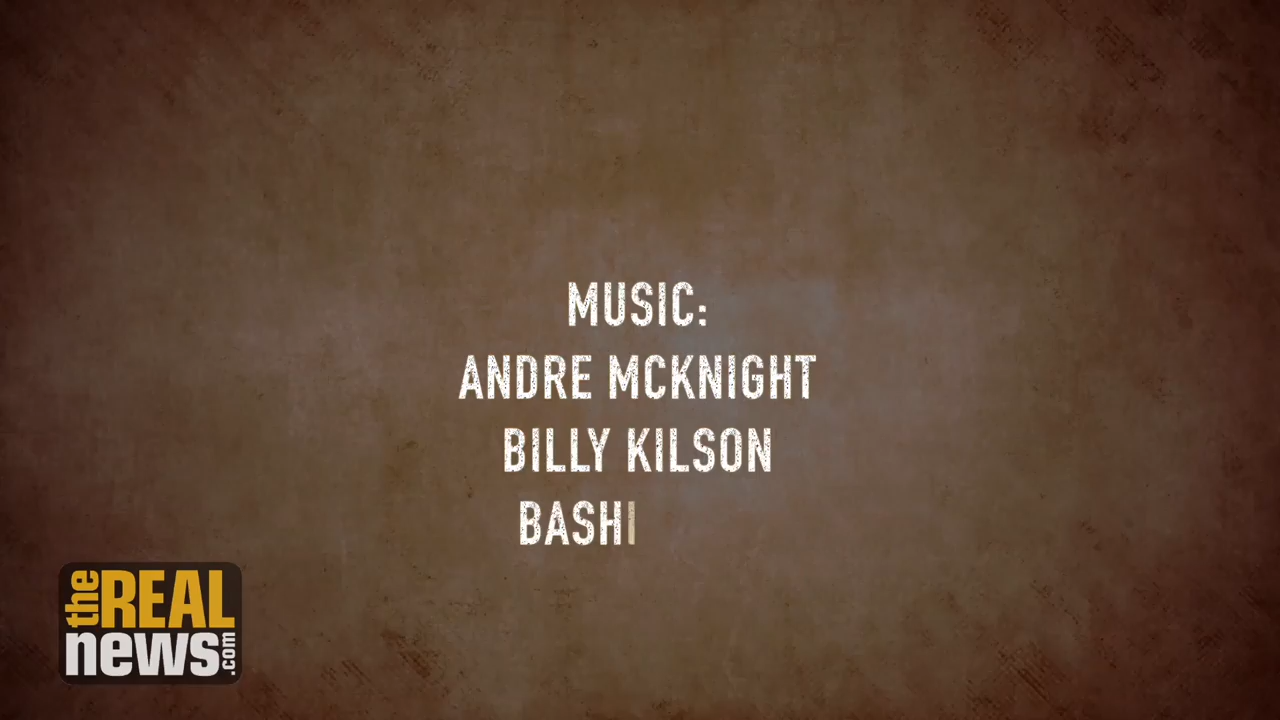 MUSIC:
ANDRE MCKNIGHT
BILLY KILSON
BASHI
the REAL
news.com